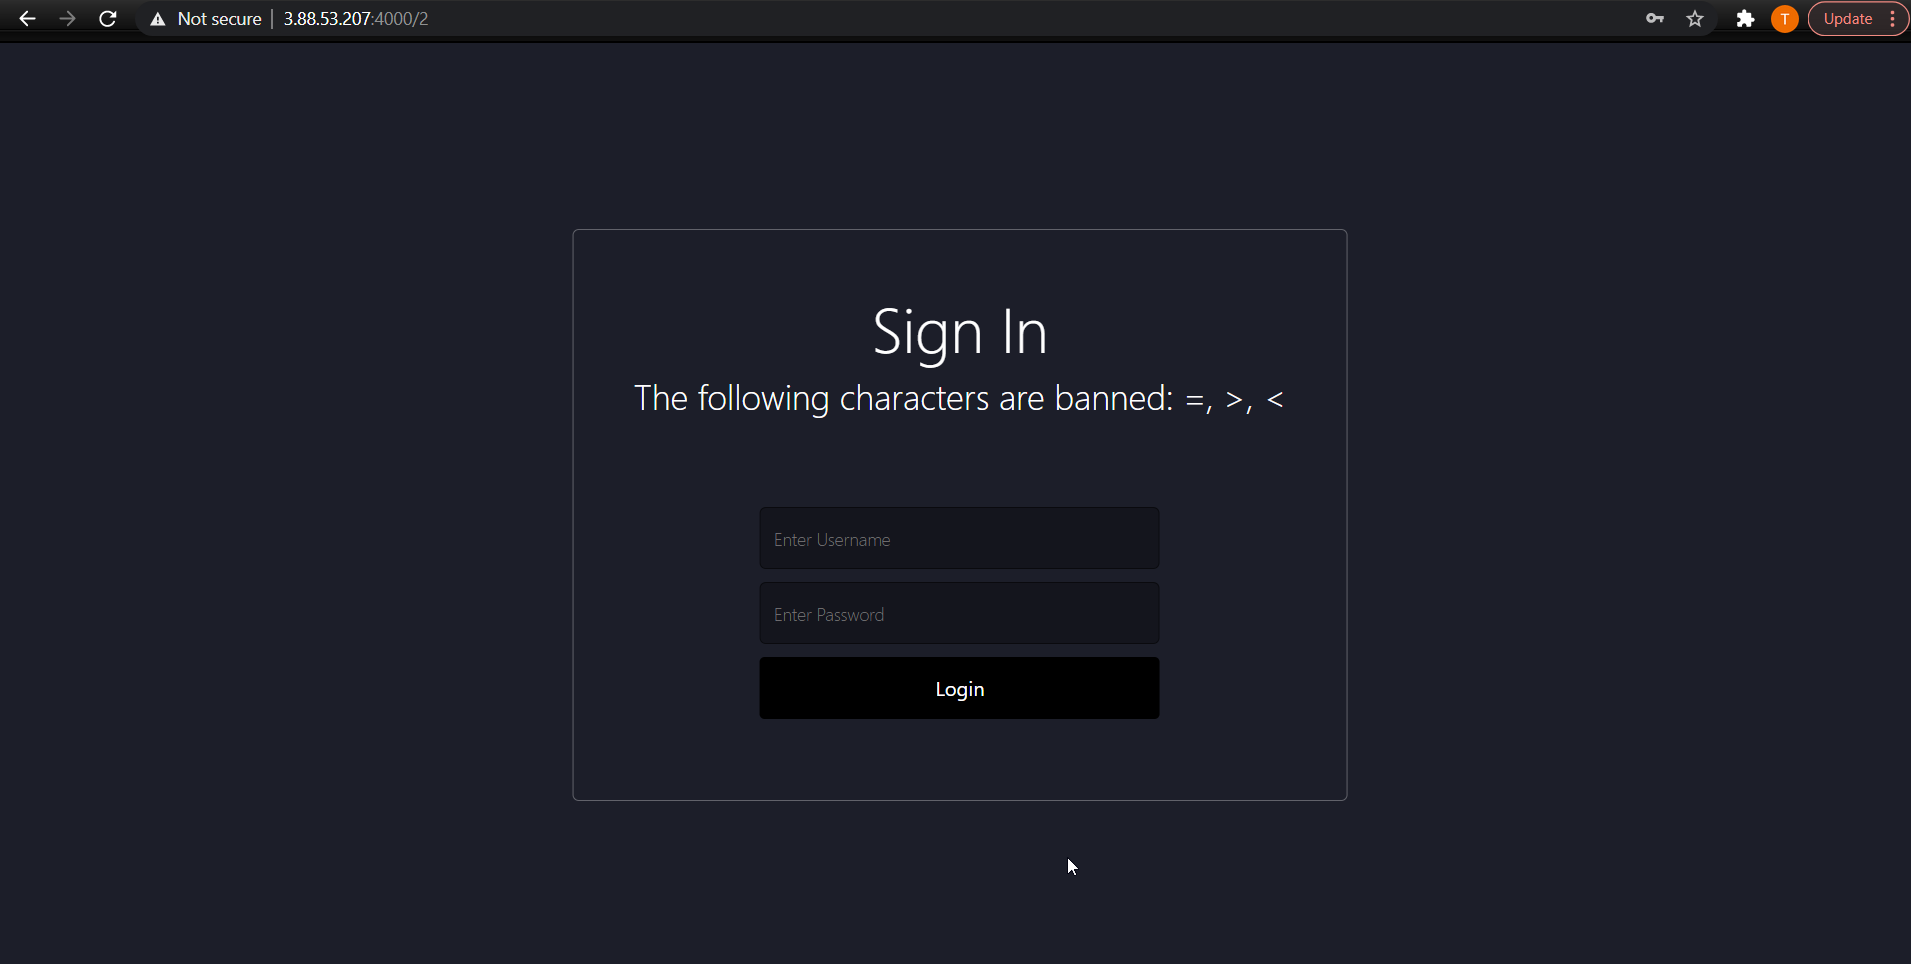 Not secure | 3.88.53.207:4000/2
T
Update
Sign In
The following characters are banned: =, >, <
Enter Username
Enter Password
Login